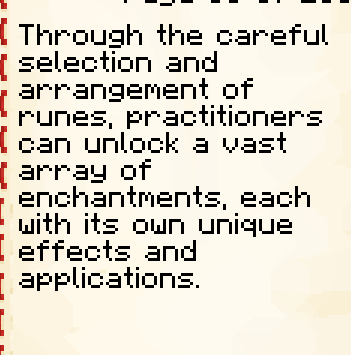 Through the careful
selection and
arrangement of
runes, practitioners
can unlock a vast
array of
enchantments, each
with its own unique
effects and
applications.